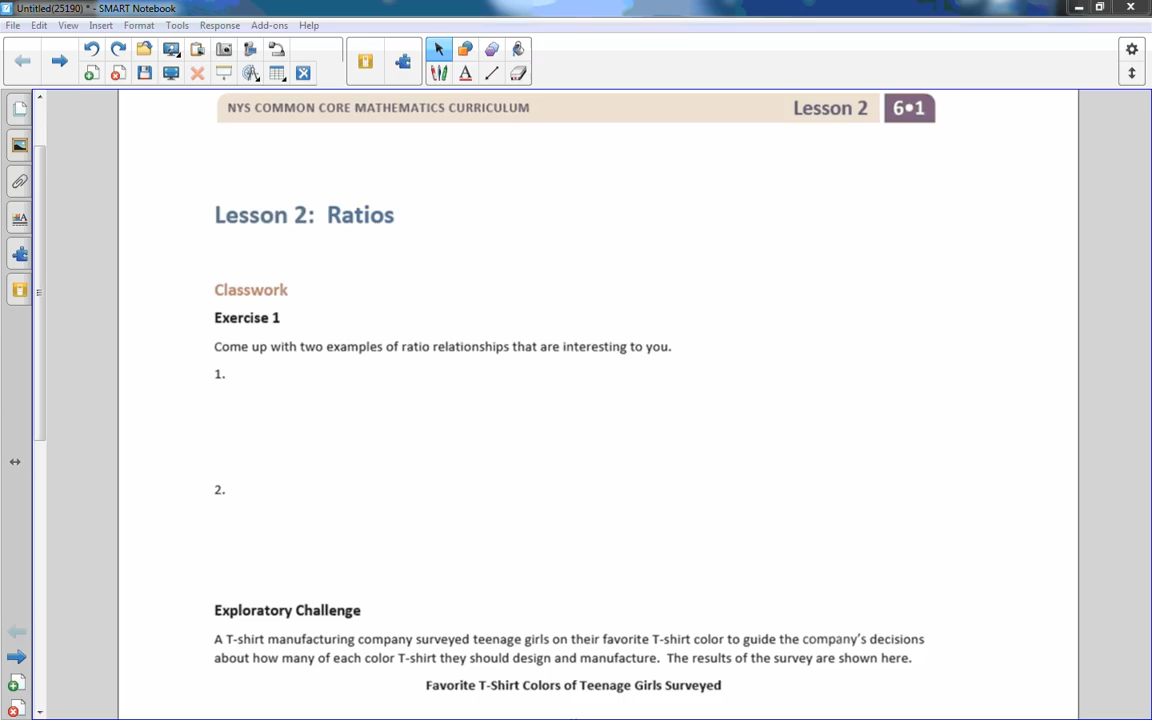 Untitled(25190) * - SMART Notebook
File Edit View Insert Format Tools Response Add-ons Help
NYS COMMON CORE MATHEMATICS CURRICULUM Lesson 2 6•1
Lesson 2: Ratios
Classwork
Exercise 1
Come up with two examples of ratio relationships that are interesting to you.
1.
2.
Exploratory Challenge
A T-shirt manufacturing company surveyed teenage girls on their favorite T-shirt color to guide the company's decisions
about how many of each color T-shirt they should design and manufacture. The results of the survey are shown here.
Favorite T-Shirt Colors of Teenage Girls Surveyed